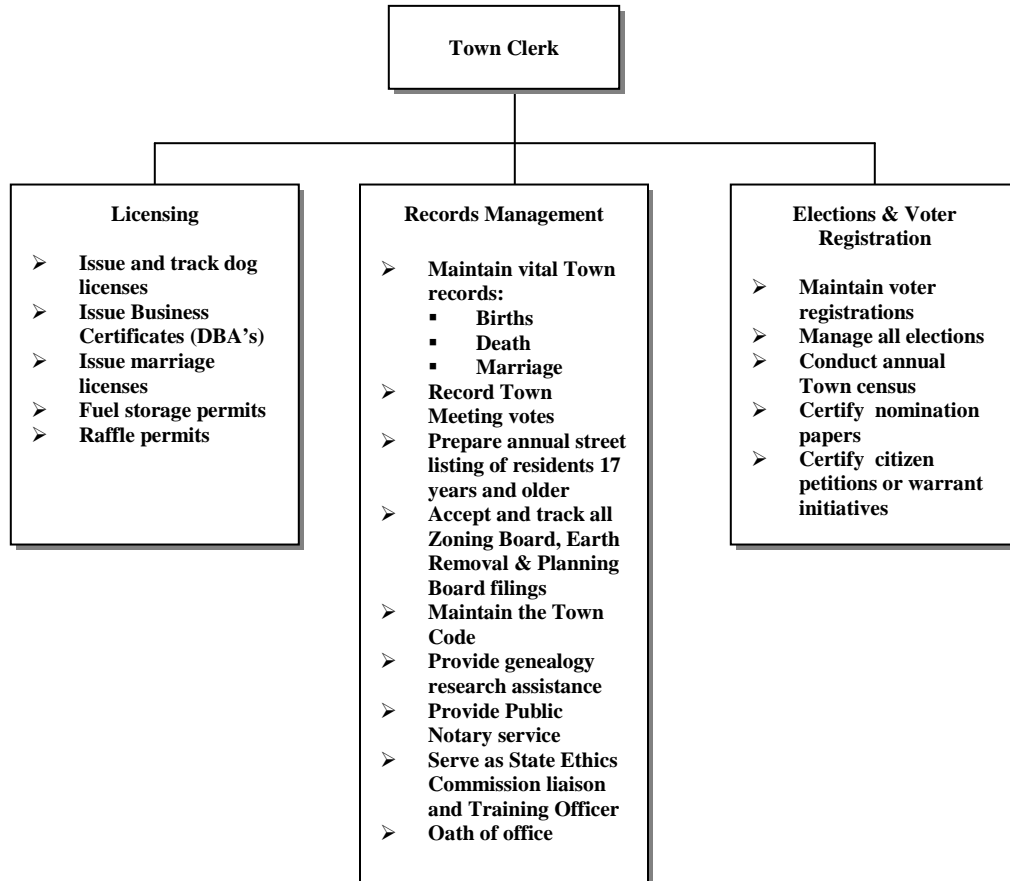 Town Clerk
Licensing
➢ Issue and track dog
licenses
➢ Issue Business
Certificates (DBA’s)
➢ Issue marriage
licenses
➢ Fuel storage permits
➢ Raffle permits
Records Management
➢ Maintain vital Town
records:
▪ Births
▪ Death
▪ Marriage
➢ Record Town
Meeting votes
➢ Prepare annual street
listing of residents 17
years and older
➢ Accept and track all
Zoning Board, Earth
Removal & Planning
Board filings
➢ Maintain the Town
Code
➢ Provide genealogy
research assistance
➢ Provide Public
Notary service
➢ Serve as State Ethics
Commission liaison
and Training Officer
➢ Oath of office
Elections & Voter
Registration
➢ Maintain voter
registrations
➢ Manage all elections
➢ Conduct annual
Town census
➢ Certify nomination
papers
➢ Certify citizen
petitions or warrant
initiatives